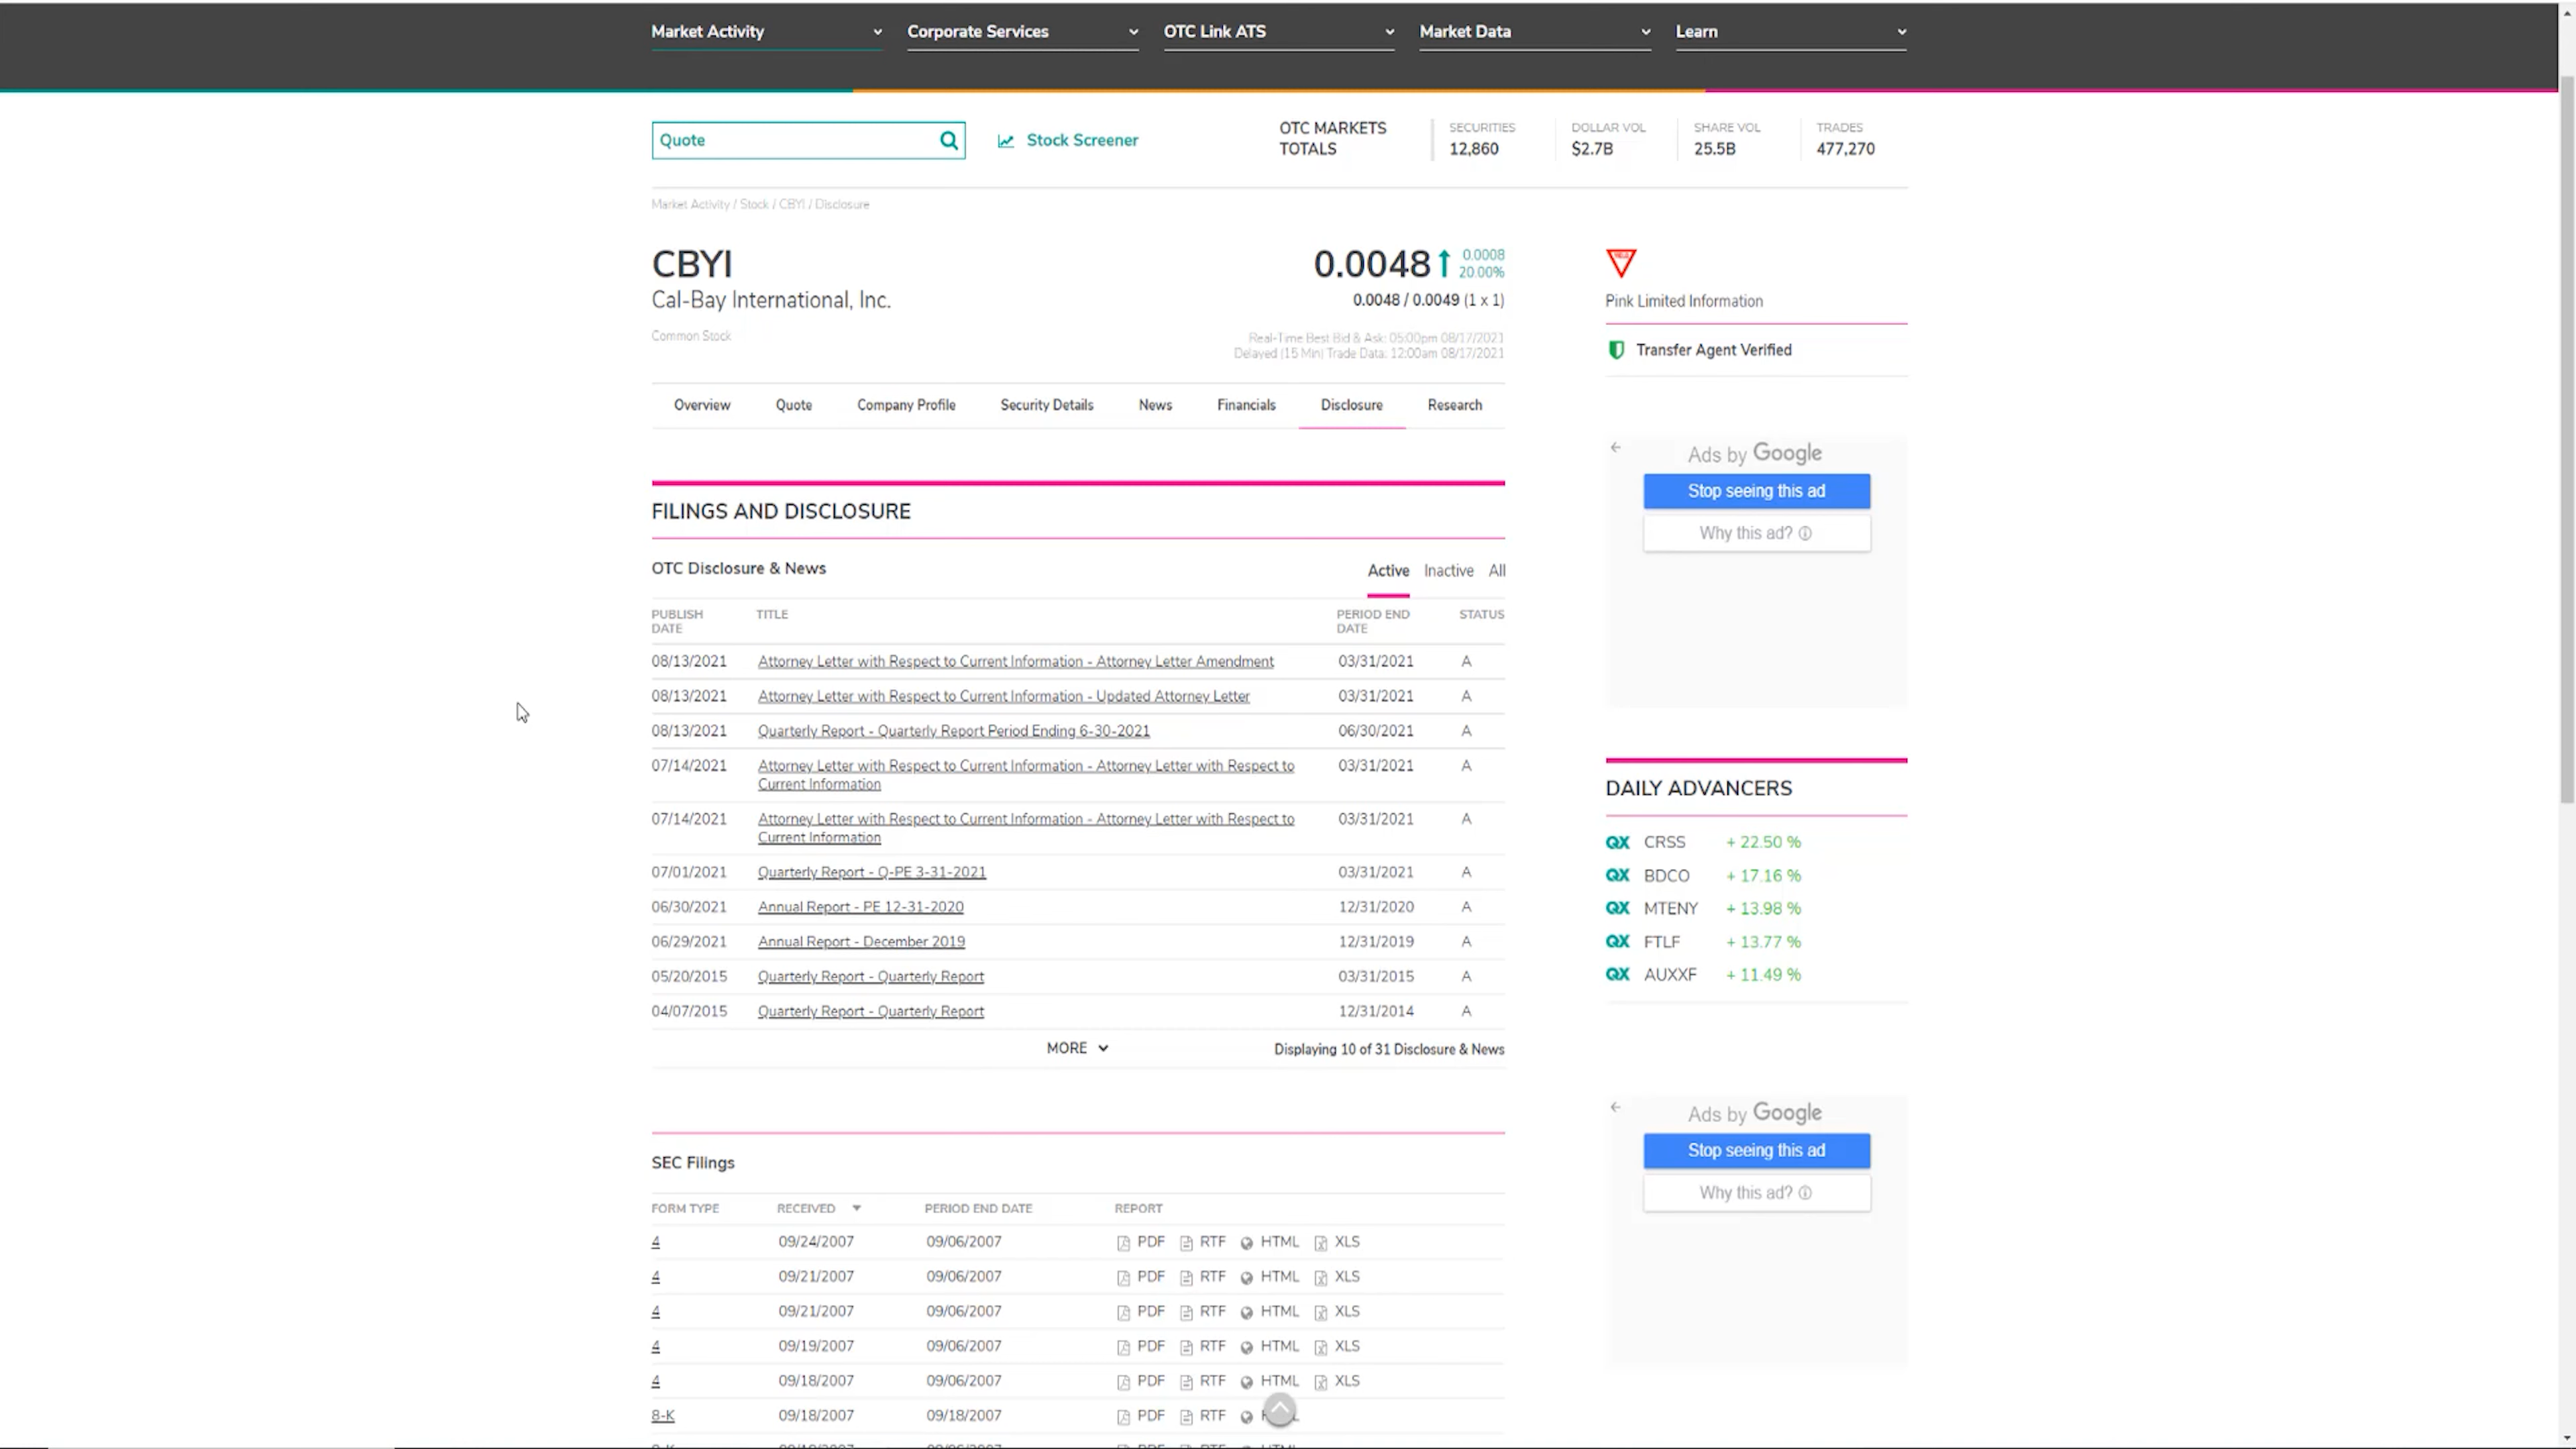 Market Activity
Corporate Services
OTC Link ATS
Market Data
Learn
Quote
Stock Screener
OTC MARKETS
TOTALS
SECURITIES
12,860
DOLLAR VOL
$2.7B
SHARE VOL
25.5B
TRADES
477,270
Market Activity / Stock / CBYI / Disclosure
CBYI
Cal-Bay International, Inc.
Common Stock
0.0048
0.0008
20.00%
0.0048 / 0.0049 (1 x 1)
Real-Time Best Bid & Ask: 05:00pm 08/17/2021
Delayed (15 Min) Trade Data: 12:00am 08/17/2021
Pink Limited Information
Transfer Agent Verified
Overview Quote Company Profile Security Details News Financials Disclosure Research
Ads by Google
Stop seeing this ad
Why this ad?
FILINGS AND DISCLOSURE
OTC Disclosure & News
Active Inactive All
PUBLISH
DATE
TITLE
PERIOD END
DATE
STATUS
08/13/2021 Attorney Letter with Respect to Current Information - Attorney Letter Amendment 03/31/2021 A
08/13/2021 Attorney Letter with Respect to Current Information - Updated Attorney Letter 03/31/2021 A
08/13/2021 Quarterly Report - Quarterly Report Period Ending 6-30-2021 06/30/2021 A
07/14/2021 Attorney Letter with Respect to Current Information - Attorney Letter with Respect to 03/31/2021 A
Current Information
07/14/2021 Attorney Letter with Respect to Current Information - Attorney Letter with Respect to 03/31/2021 A
Current Information
07/01/2021 Quarterly Report - Q-PE 3-31-2021 03/31/2021 A
06/30/2021 Annual Report - PE 12-31-2020 12/31/2020 A
06/29/2021 Annual Report - December 2019 12/31/2019 A
05/20/2015 Quarterly Report - Quarterly Report 03/31/2015 A
04/07/2015 Quarterly Report - Quarterly Report 12/31/2014 A
MORE
Displaying 10 of 31 Disclosure & News
DAILY ADVANCERS
QX CRSS + 22.50 %
QX BDCO + 17.16 %
QX MTENY + 13.98 %
QX FTLF + 13.77 %
QX AUXXF + 11.49 %
Ads by Google
Stop seeing this ad
Why this ad?
SEC Filings
FORM TYPE RECEIVED PERIOD END DATE REPORT
4 09/24/2007 09/06/2007 PDF RTF HTML XLS
4 09/21/2007 09/06/2007 PDF RTF HTML XLS
4 09/21/2007 09/06/2007 PDF RTF HTML XLS
4 09/19/2007 09/06/2007 PDF RTF HTML XLS
4 09/18/2007 09/06/2007 PDF RTF HTML XLS
8-K 09/18/2007 09/18/2007 PDF RTF